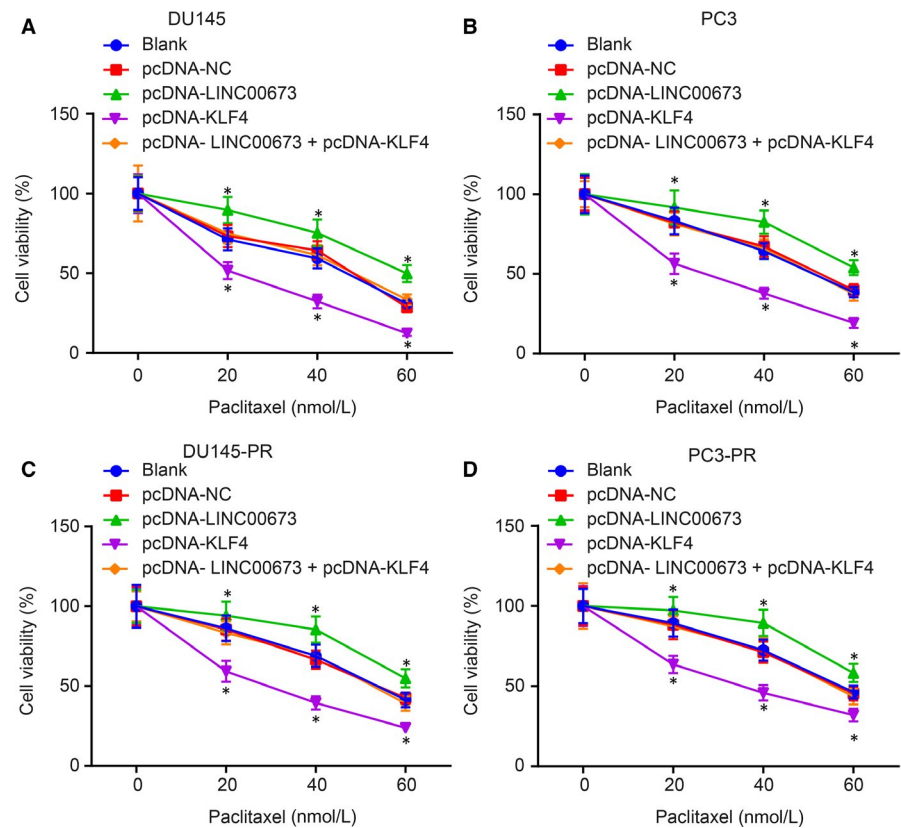 A
DU145
Blank
pcDNA-NC
pcDNA-LINC00673
pcDNA-KLF4
pcDNA- LINC00673 + pcDNA-KLF4
150
100
50
0
Cell viability (%)
*
*
*
*
*
*
0 20 40 60
Paclitaxel (nmol/L)
B
PC3
Blank
pcDNA-NC
pcDNA-LINC00673
pcDNA-KLF4
pcDNA- LINC00673 + pcDNA-KLF4
150
100
50
0
Cell viability (%)
*
*
*
*
*
*
0 20 40 60
Paclitaxel (nmol/L)
C
DU145-PR
Blank
pcDNA-NC
pcDNA-LINC00673
pcDNA-KLF4
pcDNA- LINC00673 + pcDNA-KLF4
150
100
50
0
Cell viability (%)
*
*
*
*
*
*
0 20 40 60
Paclitaxel (nmol/L)
D
PC3-PR
Blank
pcDNA-NC
pcDNA-LINC00673
pcDNA-KLF4
pcDNA- LINC00673 + pcDNA-KLF4
150
100
50
0
Cell viability (%)
*
*
*
*
*
*
0 20 40 60
Paclitaxel (nmol/L)